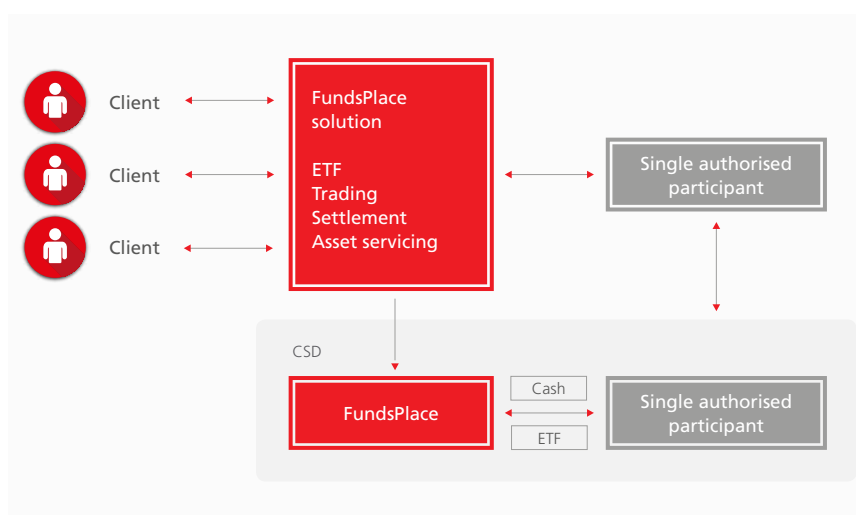 Client
Client
Client
FundsPlace
solution
ETF
Trading
Settlement
Asset servicing
Single authorised
participant
CSD
FundsPlace
Cash
ETF
Single authorised
participant